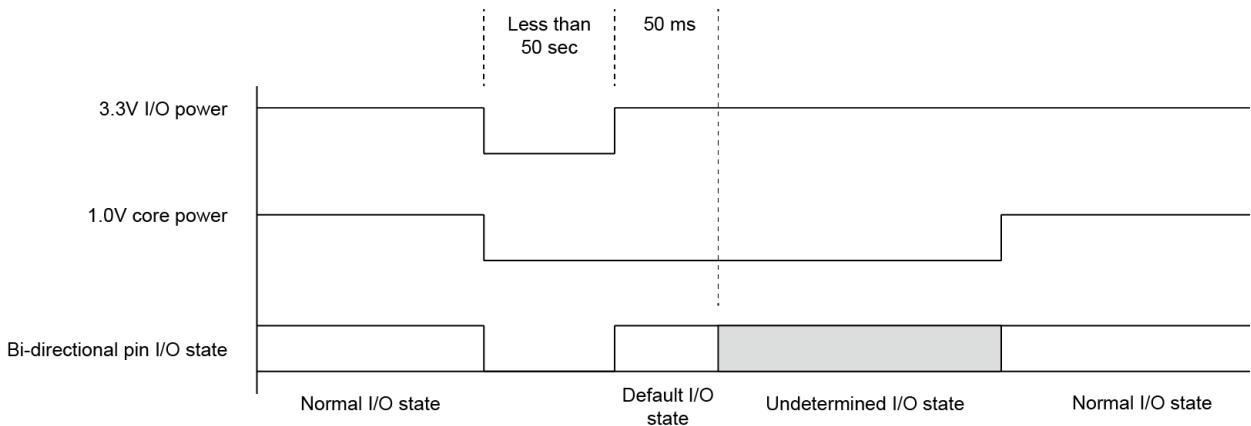 Less than
50 sec
50 ms
3.3V I/O power
1.0V core power
Bi-directional pin I/O state
Normal I/O state
Default I/O
state
Undetermined I/O state
Normal I/O state